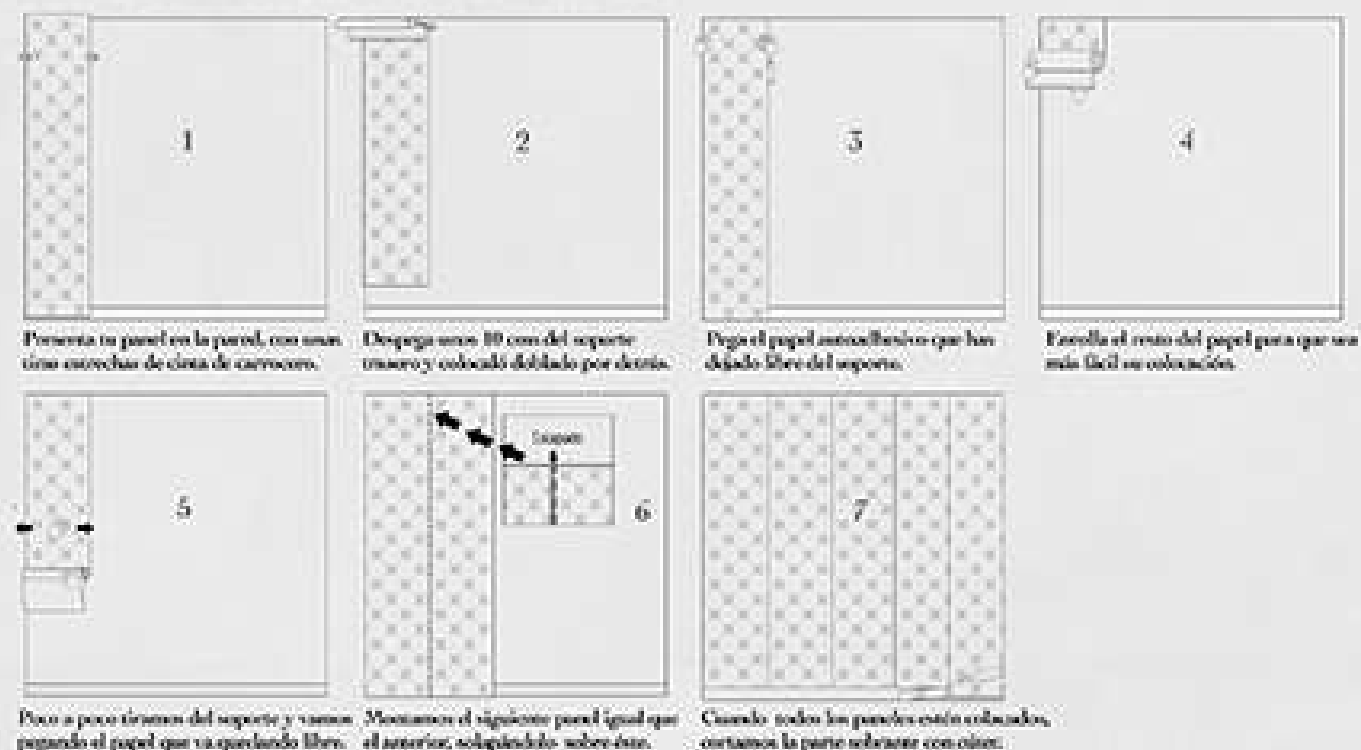 1
2
3
4
Presenta tu panel en la pared, con unas
tiras estrechas de cinta de carrocero.
Despega unos 10 cms del soporte
trasero y colocaló doblado por detrás.
Pega el papel autoadhesivo que has
dejado libre del soporte.
Enrolla el resto del papel para que sea
más fácil su colocación.
5
Solapado
6
7
Poco a poco tiramos del soporte y vamos
pegando el papel que va quedando libre.
Montamos el siguiente panel igual que
el anterior, solapándolo sobre éste.
Cuando todos los paneles estén colocados,
cortamos la parte sobrante con cúter.